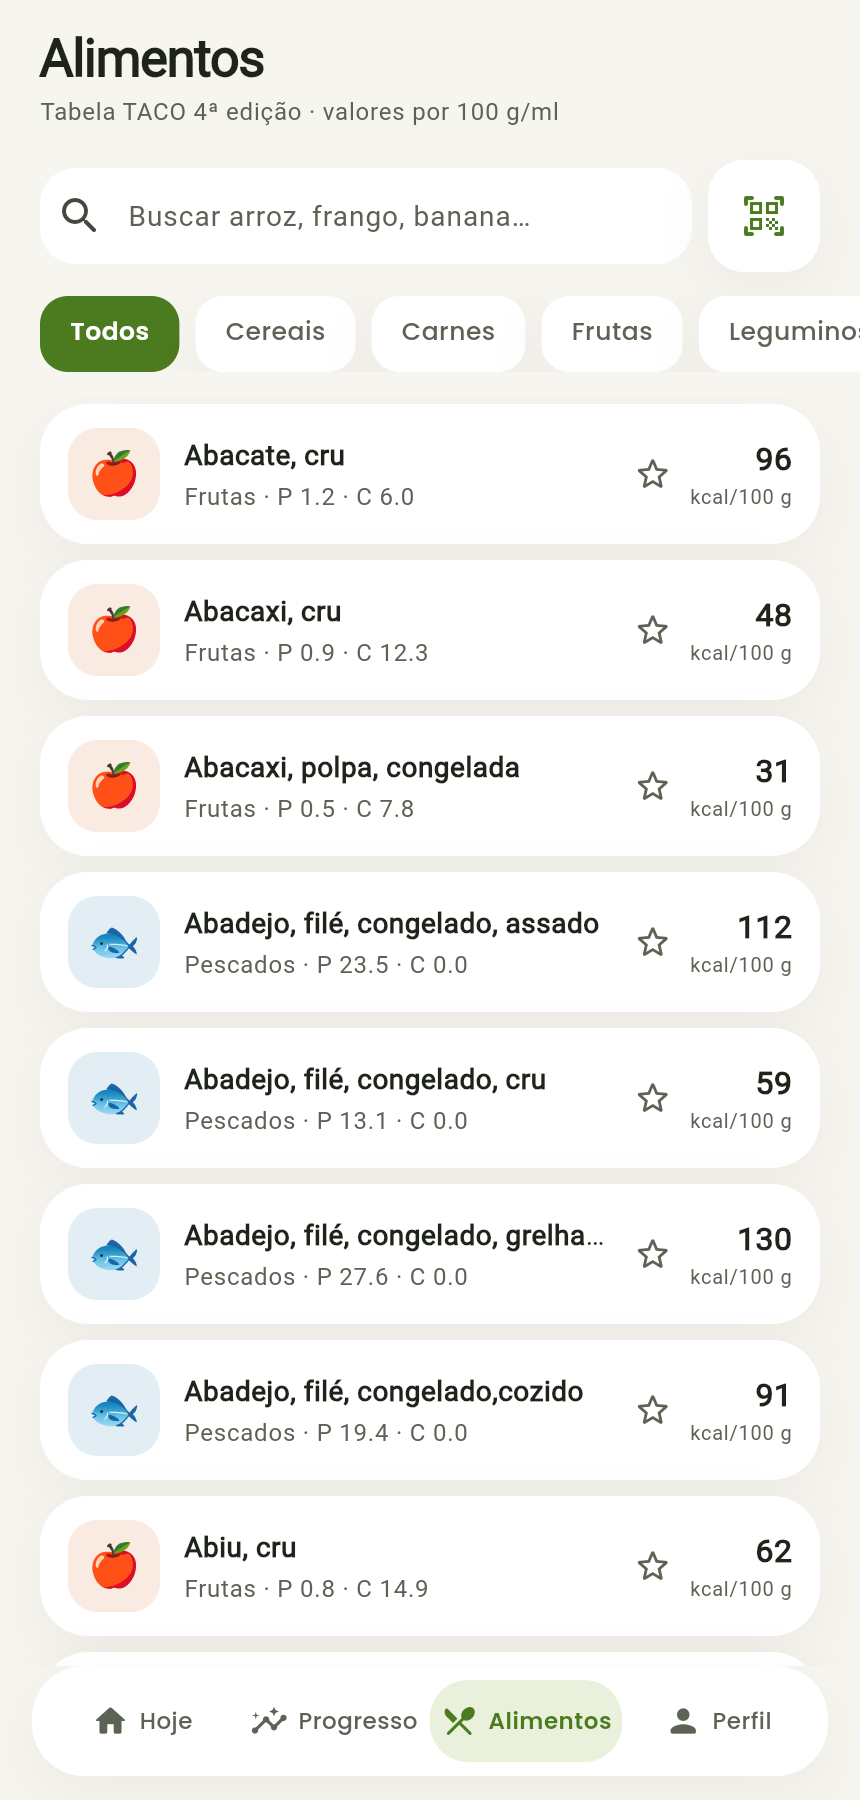 Alimentos
Tabela TACO 4ª edição · valores por 100 g/ml
Buscar arroz, frango, banana…
Todos
Cereais
Carnes
Frutas
Leguminos
Abacate, cru
Frutas · P 1.2 · C 6.0
96
kcal/100 g
Abacaxi, cru
Frutas · P 0.9 · C 12.3
48
kcal/100 g
Abacaxi, polpa, congelada
Frutas · P 0.5 · C 7.8
31
kcal/100 g
Abadejo, filé, congelado, assado
Pescados · P 23.5 · C 0.0
112
kcal/100 g
Abadejo, filé, congelado, cru
Pescados · P 13.1 · C 0.0
59
kcal/100 g
Abadejo, filé, congelado, grelha…
Pescados · P 27.6 · C 0.0
130
kcal/100 g
Abadejo, filé, congelado,cozido
Pescados · P 19.4 · C 0.0
91
kcal/100 g
Abiu, cru
Frutas · P 0.8 · C 14.9
62
kcal/100 g
Hoje
Progresso
Alimentos
Perfil